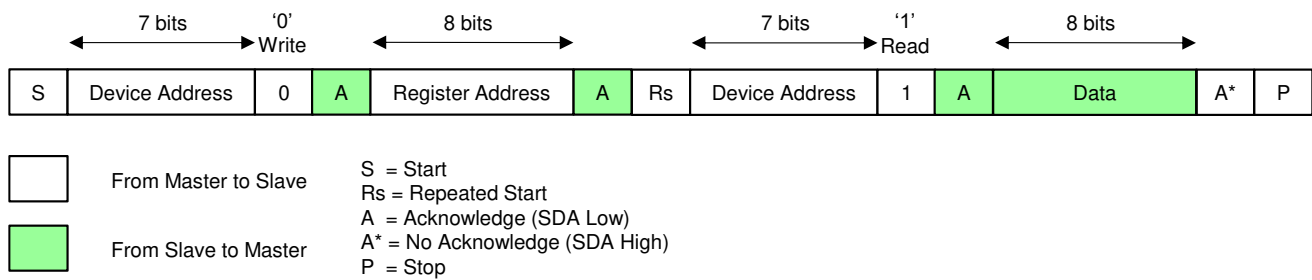 7 bits ‘0’ 8 bits 7 bits ‘1’ 8 bits
Write Read
S Device Address 0 A Register Address A Rs Device Address 1 A Data A* P
From Master to Slave
From Slave to Master
S = Start
Rs = Repeated Start
A = Acknowledge (SDA Low)
A* = No Acknowledge (SDA High)
P = Stop